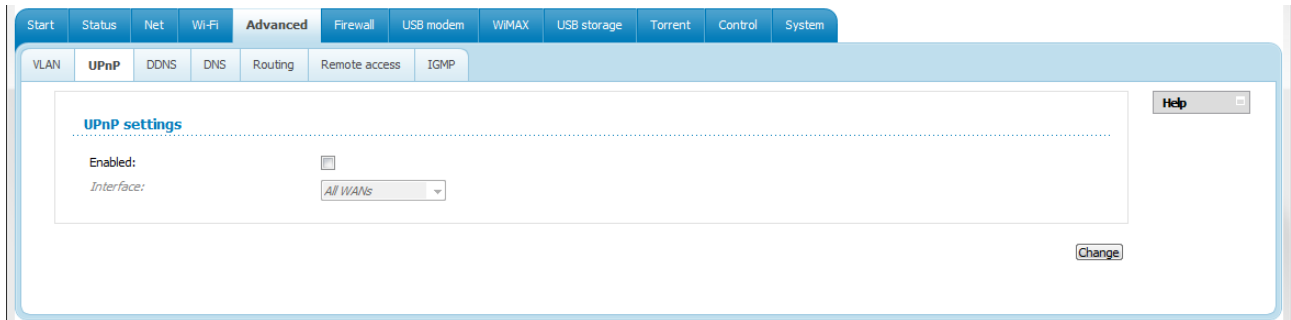 Start Status Net Wi-Fi Advanced Firewall USB modem WiMAX USB storage Torrent Control System
VLAN UPnP DDNS DNS Routing Remote access IGMP
Help
UPnP settings
Enabled:
Interface: All WANs
Change